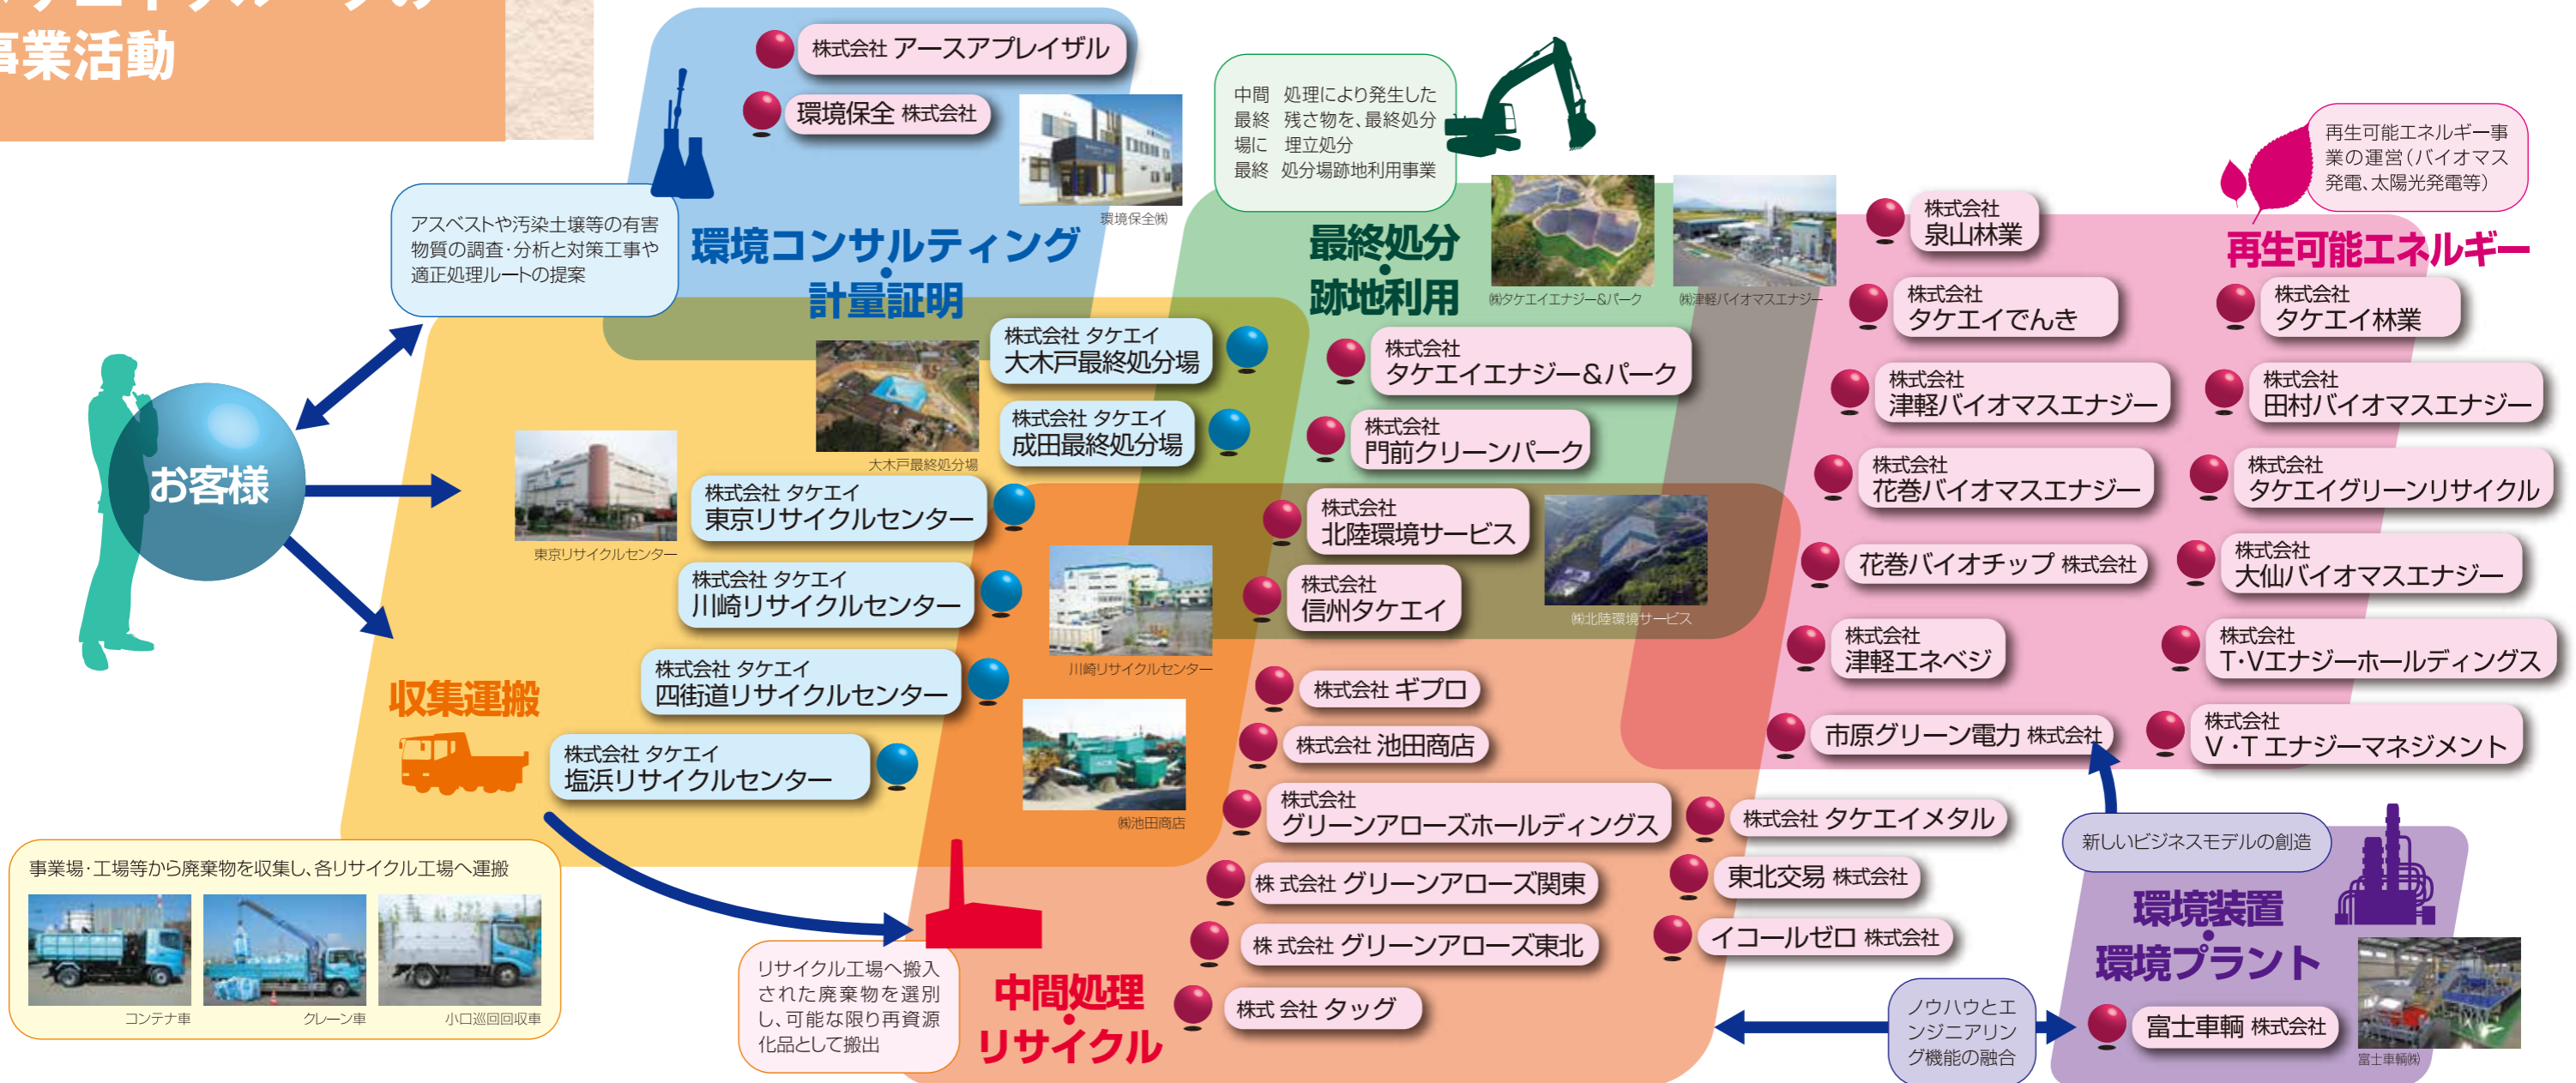 事業活動
株式会社 アースアプレイザル
環境保全 株式会社
環境保全㈱
アスベストや汚染土壌等の有害
物質の調査・分析と対策工事や
適正処理ルートの提案
環境コンサルティング
・
計量証明
中間 処理により発生した
最終 残さ物を、最終処分
場に 埋立処分
最終 処分場跡地利用事業
最終処分
・
跡地利用
㈱タケエイエナジー&パーク
㈱津軽バイオマスエナジー
再生可能エネルギー事
業の運営(バイオマス
発電、太陽光発電等)
再生可能エネルギー
株式会社
泉山林業
株式会社
タケエイでんき
株式会社
タケエイ林業
株式会社
津軽バイオマスエナジー
株式会社
田村バイオマスエナジー
株式会社
花巻バイオマスエナジー
株式会社
タケエイグリーンリサイクル
花巻バイオチップ 株式会社
株式会社
大仙バイオマスエナジー
株式会社
津軽エネベジ
株式会社
T・Vエナジーホールディングス
市原グリーン電力 株式会社
株式会社
V・T エナジーマネジメント
株式会社 タケエイ
大木戸最終処分場
大木戸最終処分場
株式会社 タケエイ
成田最終処分場
株式会社
タケエイエナジー&パーク
株式会社
門前クリーンパーク
お客様
東京リサイクルセンター
株式会社 タケエイ
東京リサイクルセンター
株式会社 タケエイ
川崎リサイクルセンター
川崎リサイクルセンター
株式会社
北陸環境サービス
㈱北陸環境サービス
株式会社
信州タケエイ
株式会社 タケエイ
四街道リサイクルセンター
収集運搬
株式会社 タケエイ
塩浜リサイクルセンター
㈱池田商店
株式会社 ギプロ
株式会社 池田商店
株式会社
グリーンアローズホールディングス
株式会社 タケエイメタル
株 式会社 グリーンアローズ関東
東北交易 株式会社
株 式会社 グリーンアローズ東北
イコールゼロ 株式会社
株式 会社 タッグ
事業場・工場等から廃棄物を収集し、各リサイクル工場へ運搬
コンテナ車
クレーン車
小口巡回回収車
リサイクル工場へ搬入
された廃棄物を選別
し、可能な限り再資源
化品として搬出
中間処理
・
リサイクル
新しいビジネスモデルの創造
環境装置
・
環境プラント
ノウハウとエ
ンジニアリン
グ機能の融合
富士車輌 株式会社
富士車輌㈱